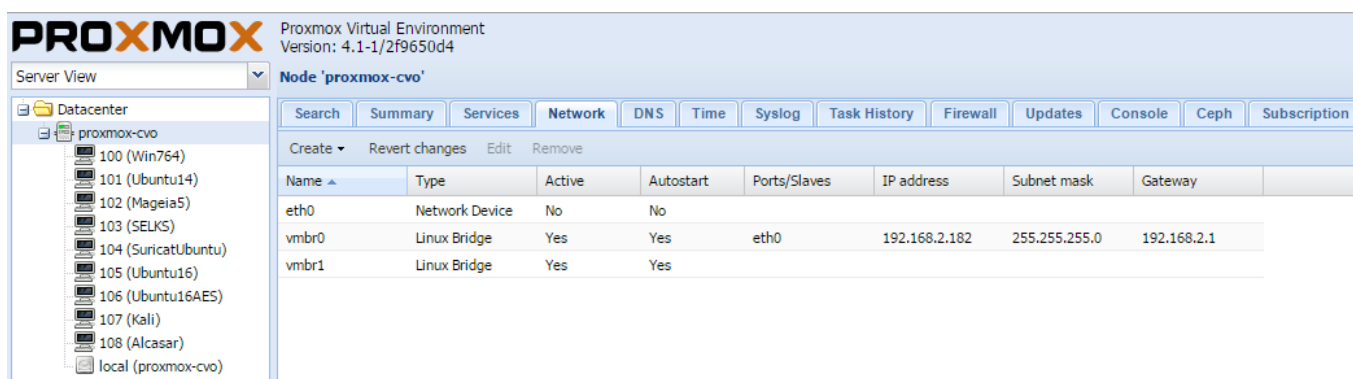 PROXMOX
Proxmox Virtual Environment
Version: 4.1-1/2f9650d4
Server View
Node 'proxmox-cvo'
Datacenter
proxmox-cvo
100 (Win764)
101 (Ubuntu14)
102 (Mageia5)
103 (SELKS)
104 (SuricatUbuntu)
105 (Ubuntu16)
106 (Ubuntu16AES)
107 (Kali)
108 (Alcasar)
local (proxmox-cvo)
Search Summary Services Network DNS Time Syslog Task History Firewall Updates Console Ceph Subscription
Create Revert changes Edit Remove
Name Type Active Autostart Ports/Slaves IP address Subnet mask Gateway
eth0 Network Device No No
vmbr0 Linux Bridge Yes Yes eth0 192.168.2.182 255.255.255.0 192.168.2.1
vmbr1 Linux Bridge Yes Yes